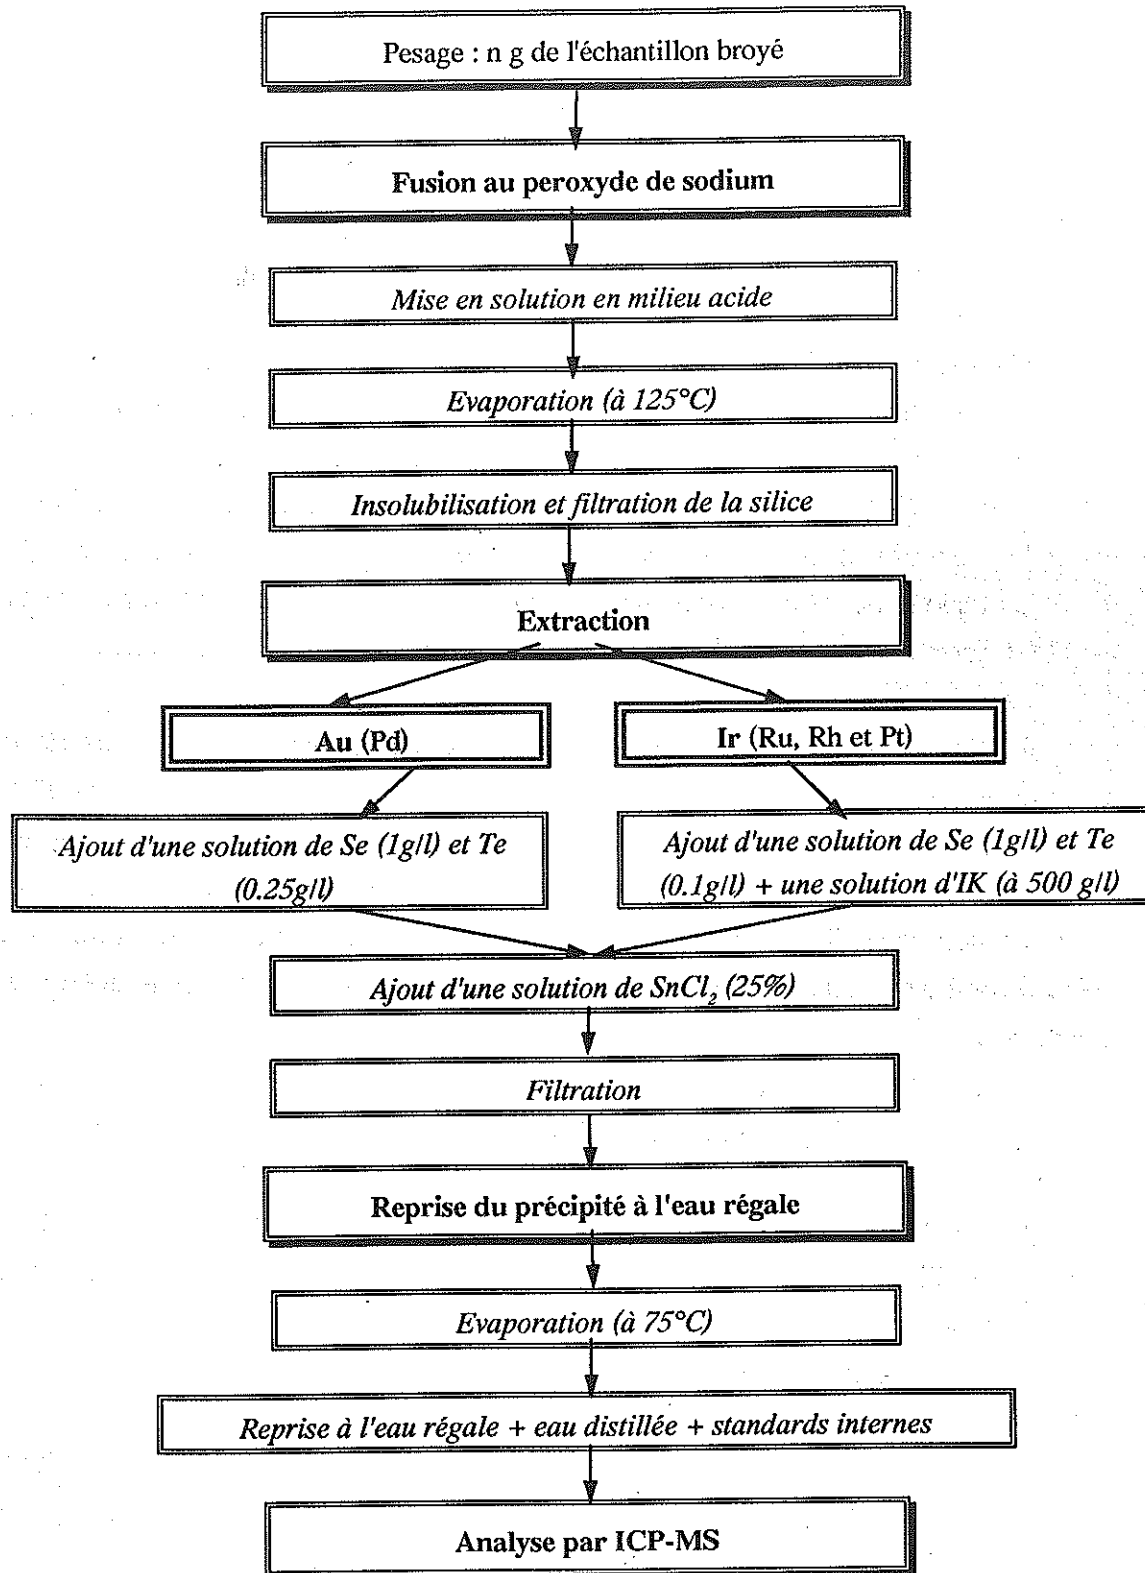 Pesage : n g de l'échantillon broyé
Fusion au peroxyde de sodium
Mise en solution en milieu acide
Evaporation (à 125°C)
Insolubilisation et filtration de la silice
Extraction
Au (Pd)
Ir (Ru, Rh et Pt)
Ajout d'une solution de Se (1g/l) et Te
(0.25g/l)
Ajout d'une solution de Se (1g/l) et Te
(0.1g/l) + une solution d'IK (à 500 g/l)
Ajout d'une solution de SnCl₂ (25%)
Filtration
Reprise du précipité à l'eau régale
Evaporation (à 75°C)
Reprise à l'eau régale + eau distillée + standards internes
Analyse par ICP-MS